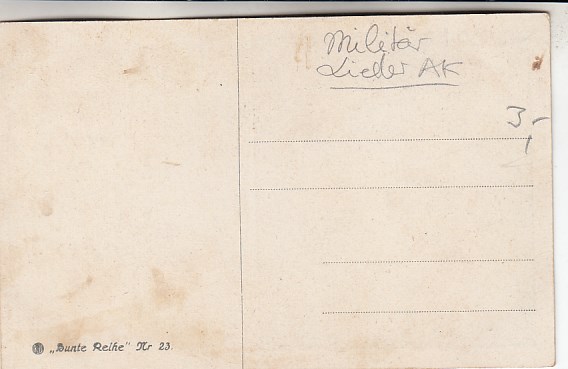 Militär
Lieder AK
3,-
„Bunte Reihe" Nr 23.